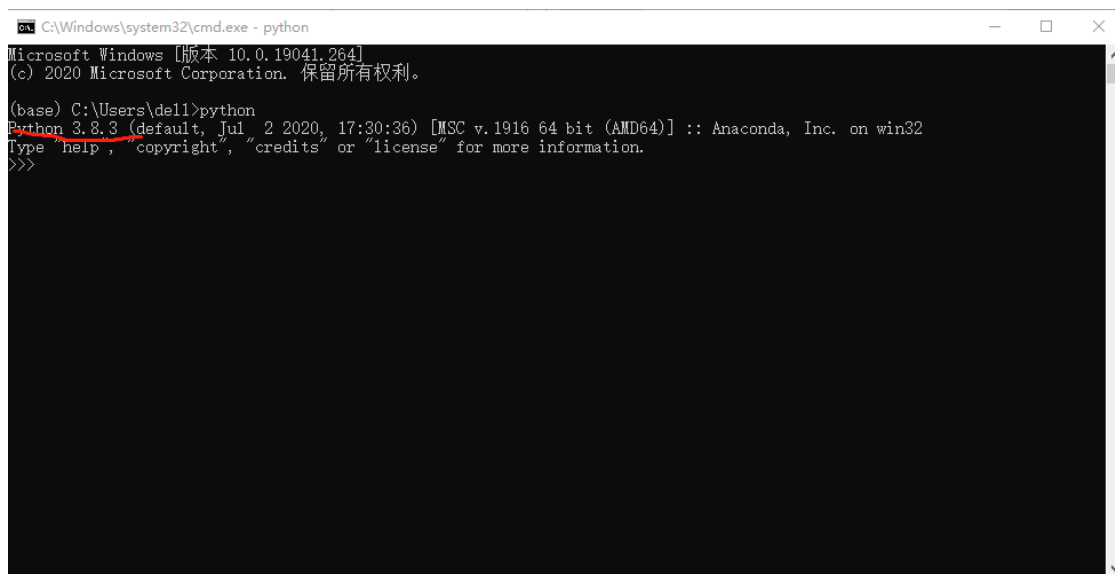 C:\Windows\system32\cmd.exe - python
Microsoft Windows [版本 10.0.19041.264]
(c) 2020 Microsoft Corporation. 保留所有权利。
(base) C:\Users\dell>python
Python 3.8.3 (default, Jul  2 2020, 17:30:36) [MSC v.1916 64 bit (AMD64)] :: Anaconda, Inc. on win32
Type "help", "copyright", "credits" or "license" for more information.
>>>